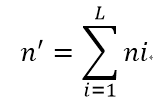 n′ = ∑_{i=1}^{L} ni